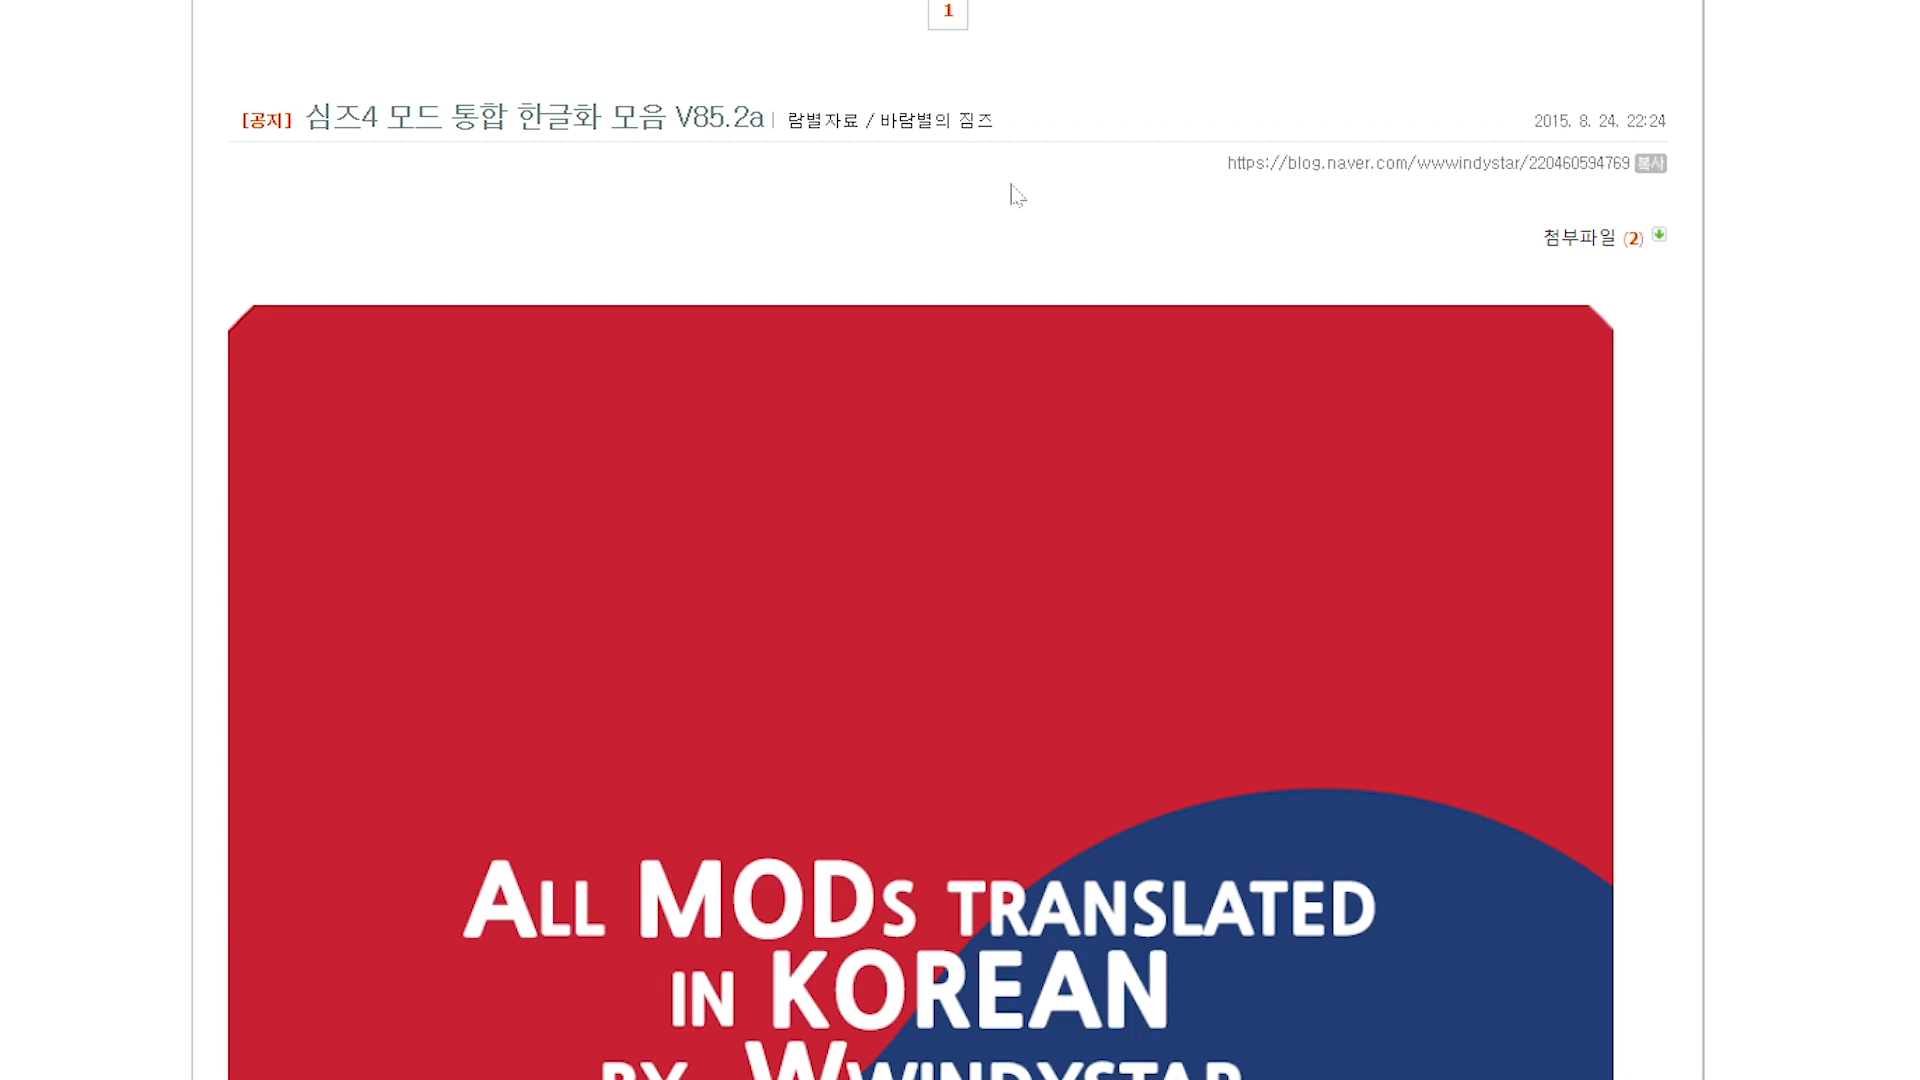 1
[공지] 심즈4 모드 통합 한글화 모음 V85.2a | 람별자료 / 바람별의 짐즈
2015. 8. 24. 22:24
https://blog.naver.com/wwwindystar/220460594769 복사
첨부파일 (2)
ALL MODS TRANSLATED
IN KOREAN
BY WWINDYSTAR